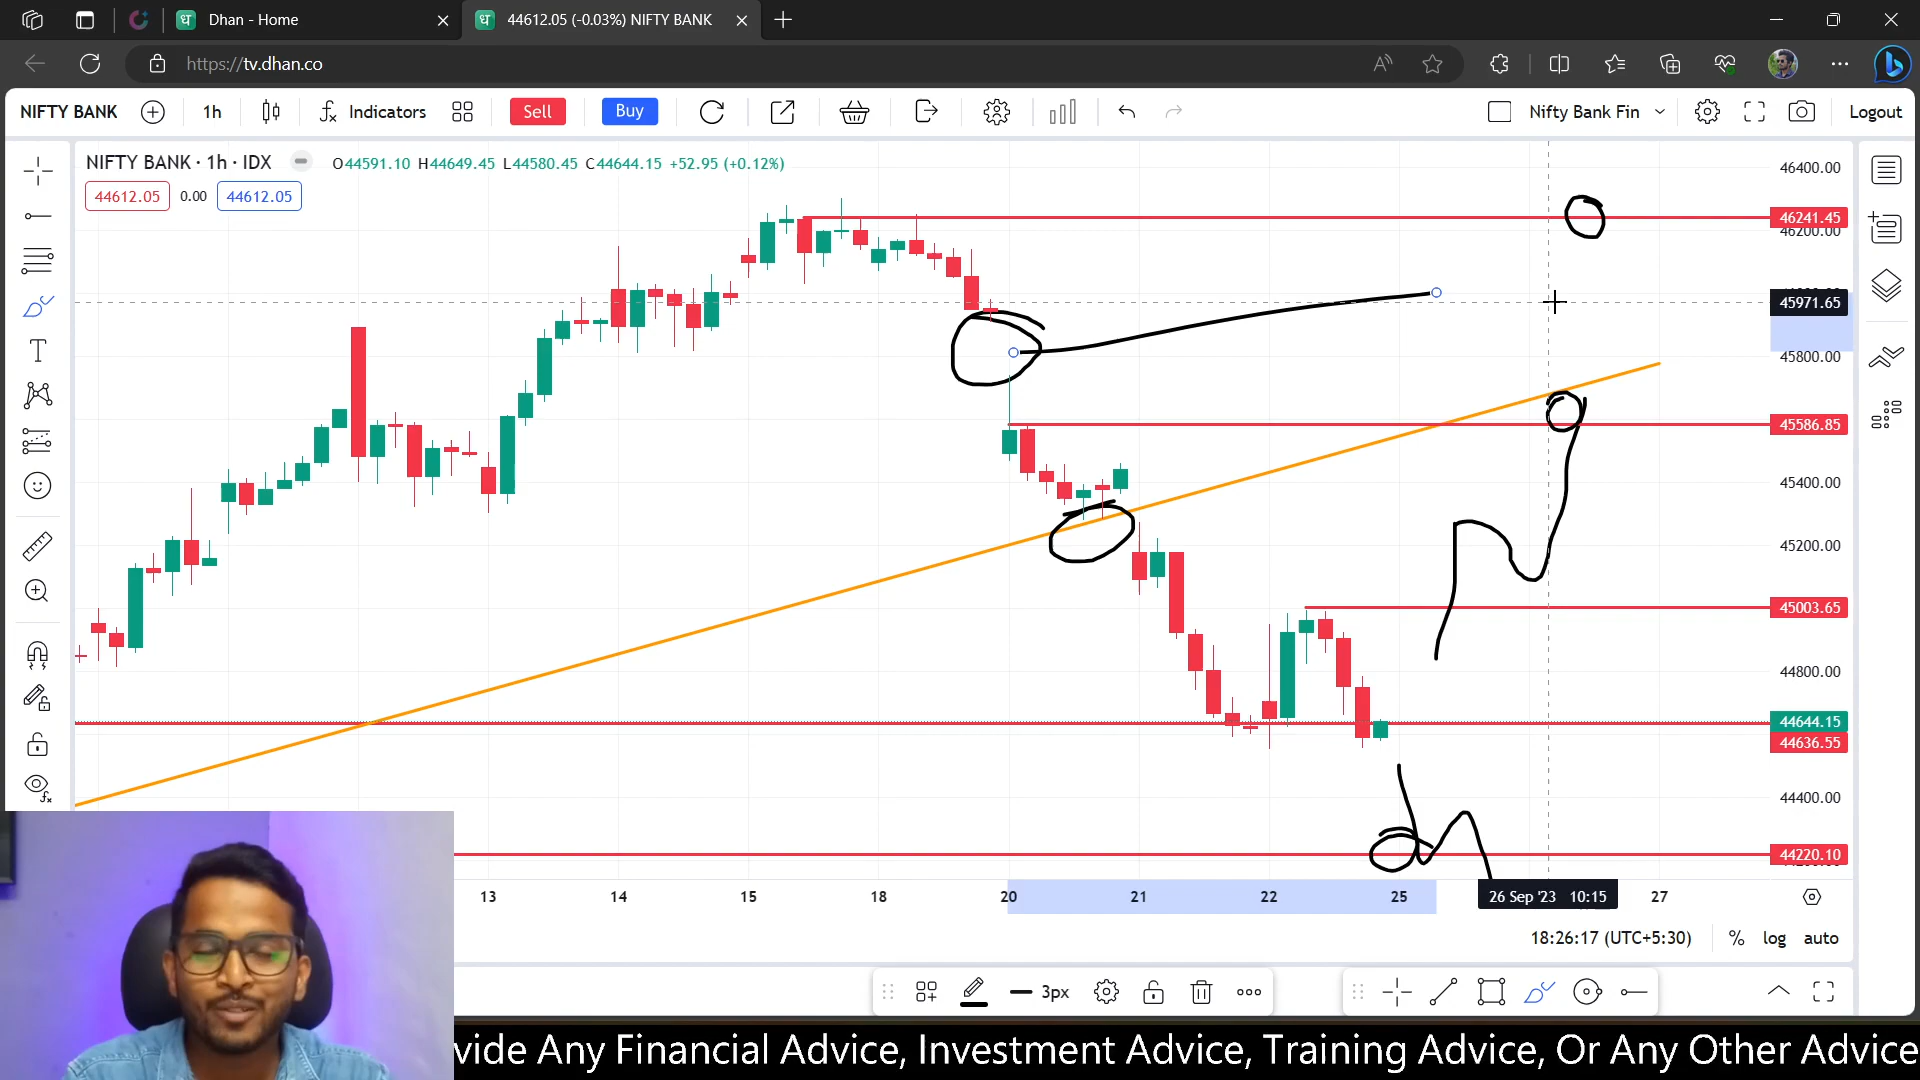 Dhan - Home
44612.05 (-0.03%) NIFTY BANK
https://tv.dhan.co
NIFTY BANK 1h Indicators Sell Buy Nifty Bank Fin Logout
NIFTY BANK · 1h · IDX O44591.10 H44649.45 L44580.45 C44644.15 +52.95 (+0.12%)
44612.05 0.00 44612.05
46400.00
46241.45
46200.00
45971.65
45800.00
45586.85
45400.00
45200.00
45003.65
44800.00
44644.15
44636.55
44400.00
44220.10
13 14 15 18 20 21 22 25 26 Sep '23 10:15 27
18:26:17 (UTC+5:30) % log auto
3px
vide Any Financial Advice, Investment Advice, Training Advice, Or Any Other Advice